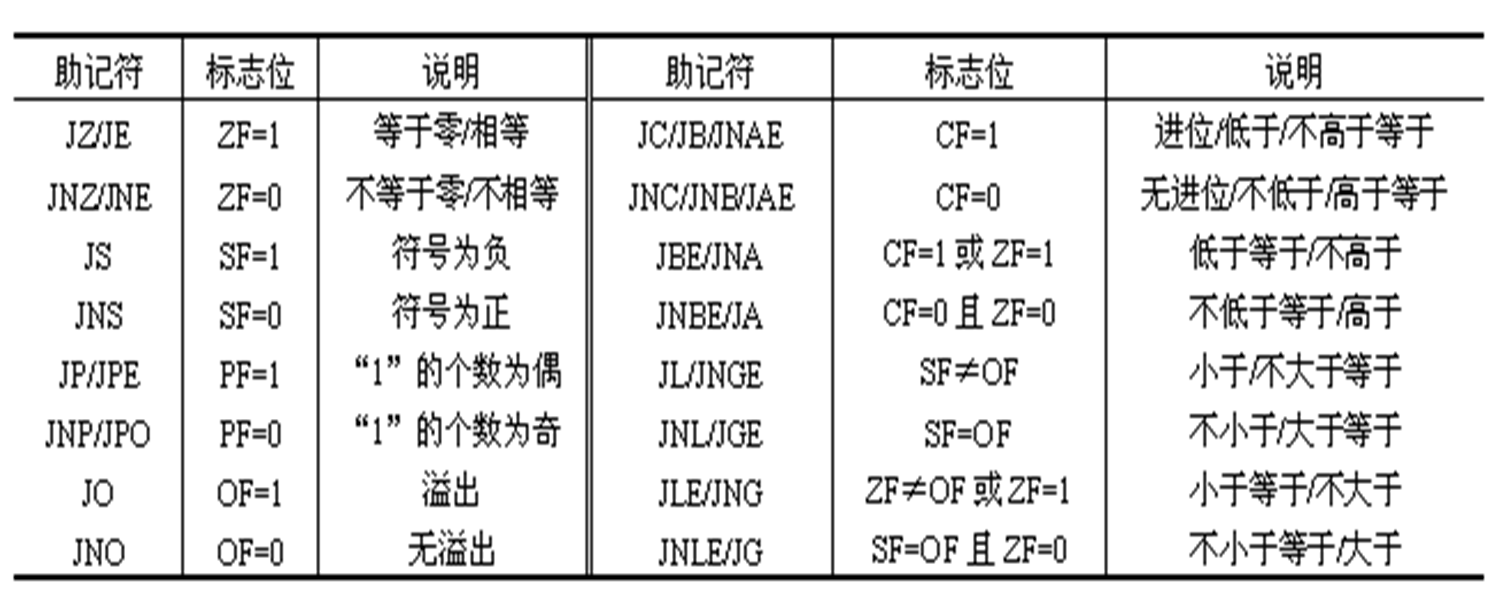 助记符 标志位 说明 助记符 标志位 说明
JZ/JE ZF=1 等于零/相等 JC/JB/JNAE CF=1 进位/低于/不高于等于
JNZ/JNE ZF=0 不等于零/不相等 JNC/JNB/JAE CF=0 无进位/不低于/高于等于
JS SF=1 符号为负 JBE/JNA CF=1 或 ZF=1 低于等于/不高于
JNS SF=0 符号为正 JNBE/JA CF=0 且 ZF=0 不低于等于/高于
JP/JPE PF=1 “1”的个数为偶 JL/JNGE SF≠OF 小于/不大于等于
JNP/JPO PF=0 “1”的个数为奇 JNL/JGE SF=OF 不小于/大于等于
JO OF=1 溢出 JLE/JNG ZF≠OF 或 ZF=1 小于等于/不大于
JNO OF=0 无溢出 JNLE/JG SF=OF 且 ZF=0 不小于等于/大于